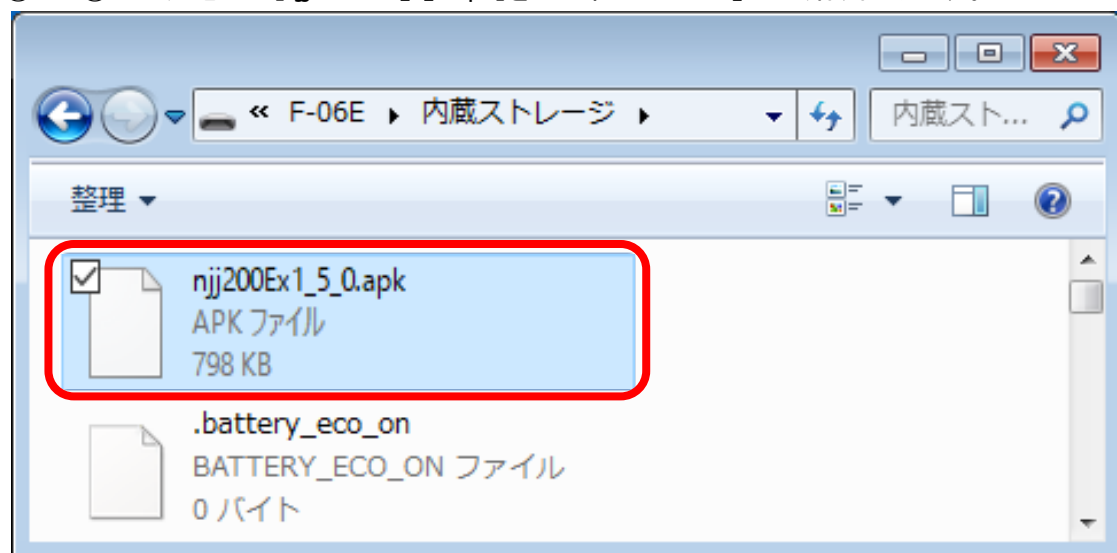 « F-06E 内蔵ストレージ
内蔵スト...
整理
njj200Ex1_5_0.apk
APK ファイル
798 KB
.battery_eco_on
BATTERY_ECO_ON ファイル
0 バイト